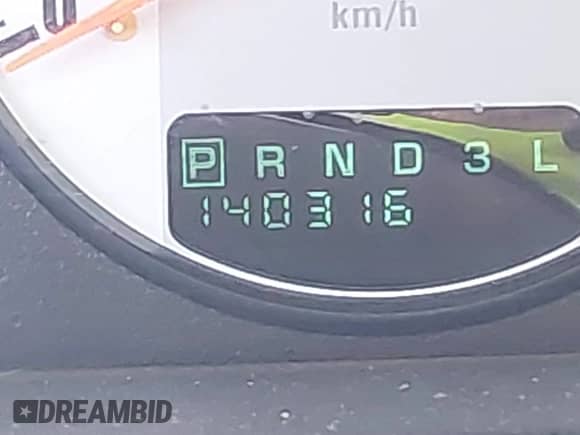 km/h
P R N D 3 L
140316
DREAMBID